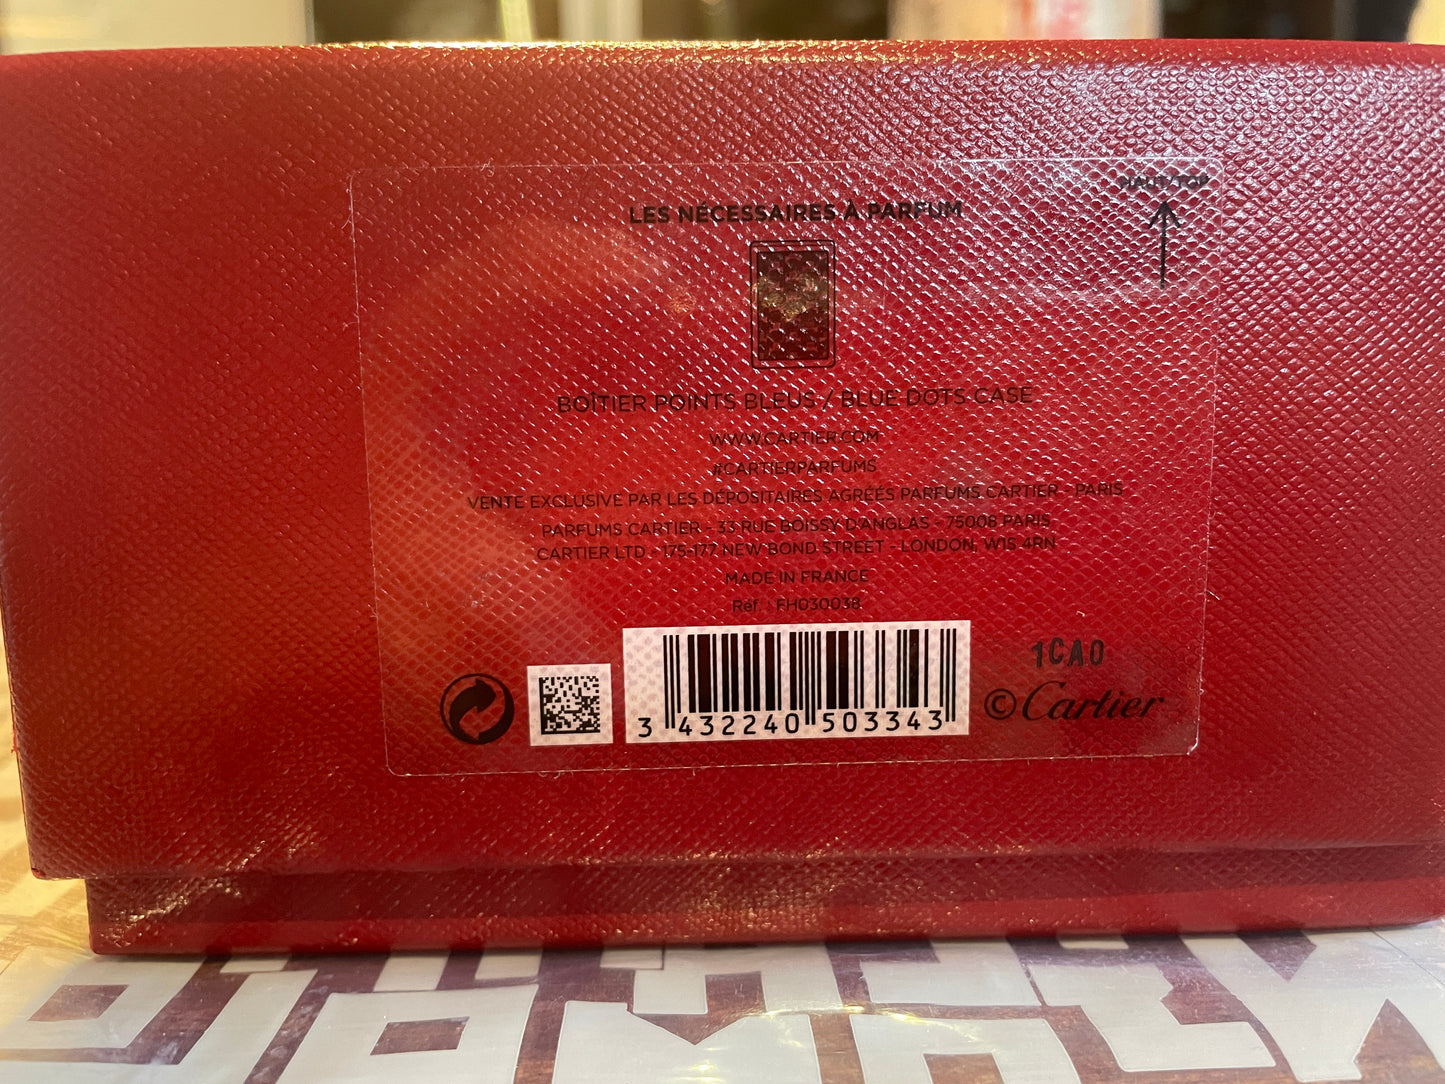 HAUT/TOP
LES NÉCESSAIRES À PARFUM
BOÎTIER POINTS BLEUS / BLUE DOTS CASE
WWW.CARTIER.COM
#CARTIERPARFUMS
VENTE EXCLUSIVE PAR LES DÉPOSITAIRES AGRÉÉS PARFUMS CARTIER - PARIS
PARFUMS CARTIER - 33 RUE BOISSY D'ANGLAS - 75008 PARIS
CARTIER LTD - 175-177 NEW BOND STREET - LONDON, W1S 4RN
MADE IN FRANCE
Réf. : FH030038
1CA0
3 432240 503343
© Cartier